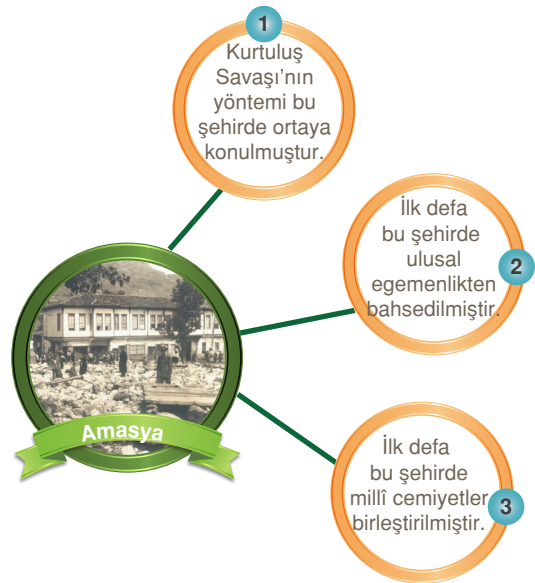 1
Kurtuluş
Savaşı’nın
yöntemi bu
şehirde ortaya
konulmuştur.
İlk defa
bu şehirde
ulusal
egemenlikten
bahsedilmiştir.
2
Amasya
İlk defa
bu şehirde
millî cemiyetler
birleştirilmiştir.
3